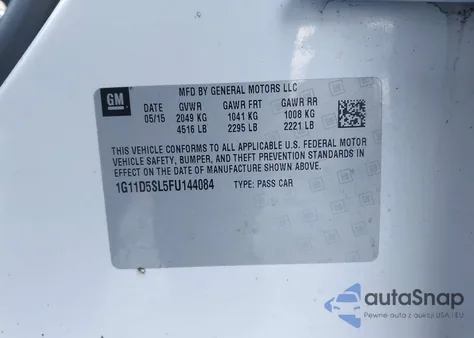 GM
MFD BY GENERAL MOTORS LLC
DATE GVWR GAWR FRT GAWR RR
05/15 2049 KG 1041 KG 1008 KG
4516 LB 2295 LB 2221 LB
THIS VEHICLE CONFORMS TO ALL APPLICABLE U.S. FEDERAL MOTOR
VEHICLE SAFETY, BUMPER, AND THEFT PREVENTION STANDARDS IN
EFFECT ON THE DATE OF MANUFACTURE SHOWN ABOVE.
1G11D5SL5FU144084 TYPE: PASS CAR
autoSnap
Pewne auta z aukcji USA i EU